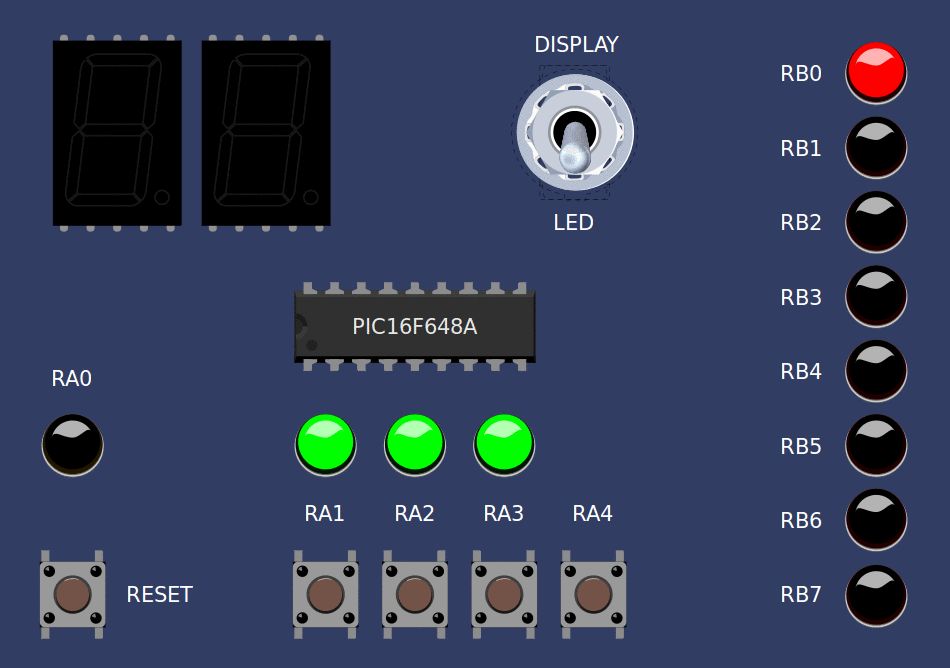 DISPLAY
LED
RB0
RB1
RB2
RB3
RB4
RB5
RB6
RB7
PIC16F648A
RA0
RA1 RA2 RA3 RA4
RESET